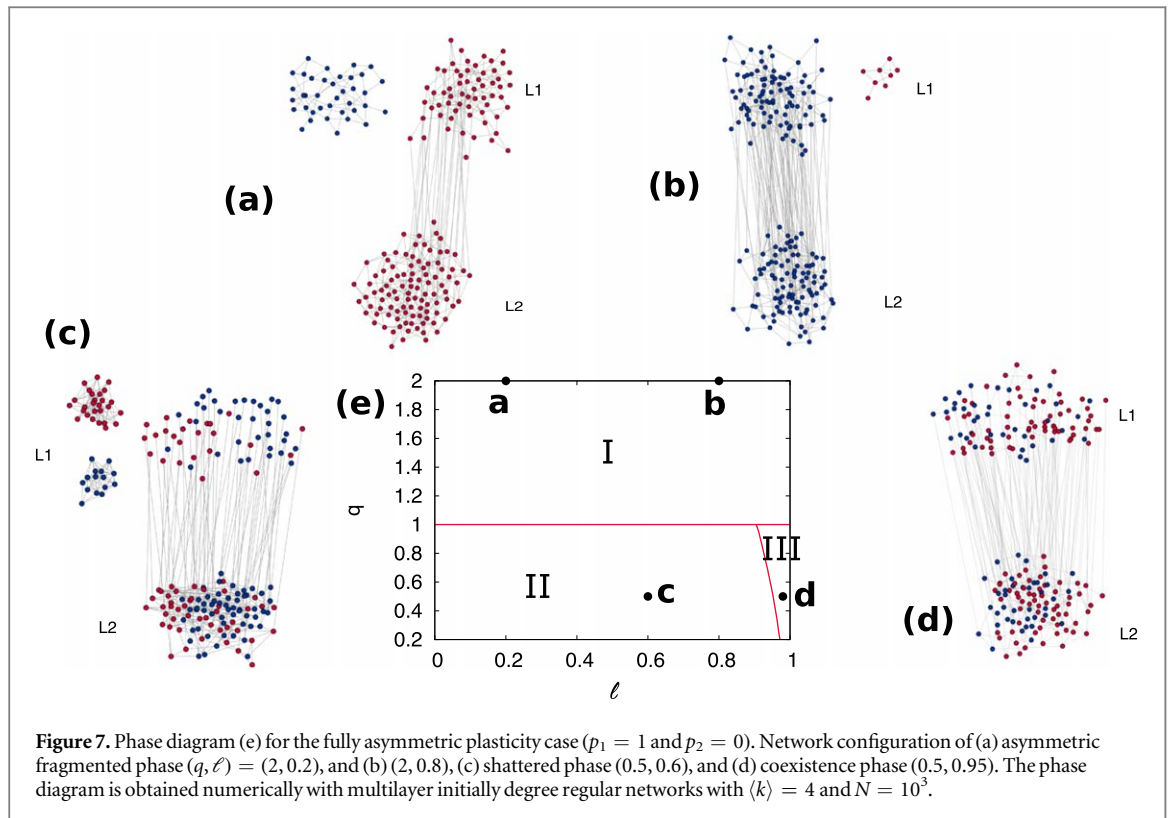 L1
L1
(a)
(b)
L2
L2
(c)
(e)
2
1.8
1.6
1.4
1.2
1
0.8
0.6
0.4
0.2
q
a
b
I
II
III
c
d
0
0.2
0.4
0.6
0.8
1
ℓ
L1
L2
L1
(d)
L2
Figure 7. Phase diagram (e) for the fully asymmetric plasticity case (p₁ = 1 and p₂ = 0). Network configuration of (a) asymmetric
fragmented phase (q, ℓ) = (2, 0.2), and (b) (2, 0.8), (c) shattered phase (0.5, 0.6), and (d) coexistence phase (0.5, 0.95). The phase
diagram is obtained numerically with multilayer initially degree regular networks with ⟨k⟩ = 4 and N = 10³.